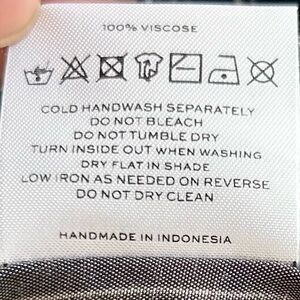 100% VISCOSE
COLD HANDWASH SEPARATELY
DO NOT BLEACH
DO NOT TUMBLE DRY
TURN INSIDE OUT WHEN WASHING
DRY FLAT IN SHADE
LOW IRON AS NEEDED ON REVERSE
DO NOT DRY CLEAN
HANDMADE IN INDONESIA